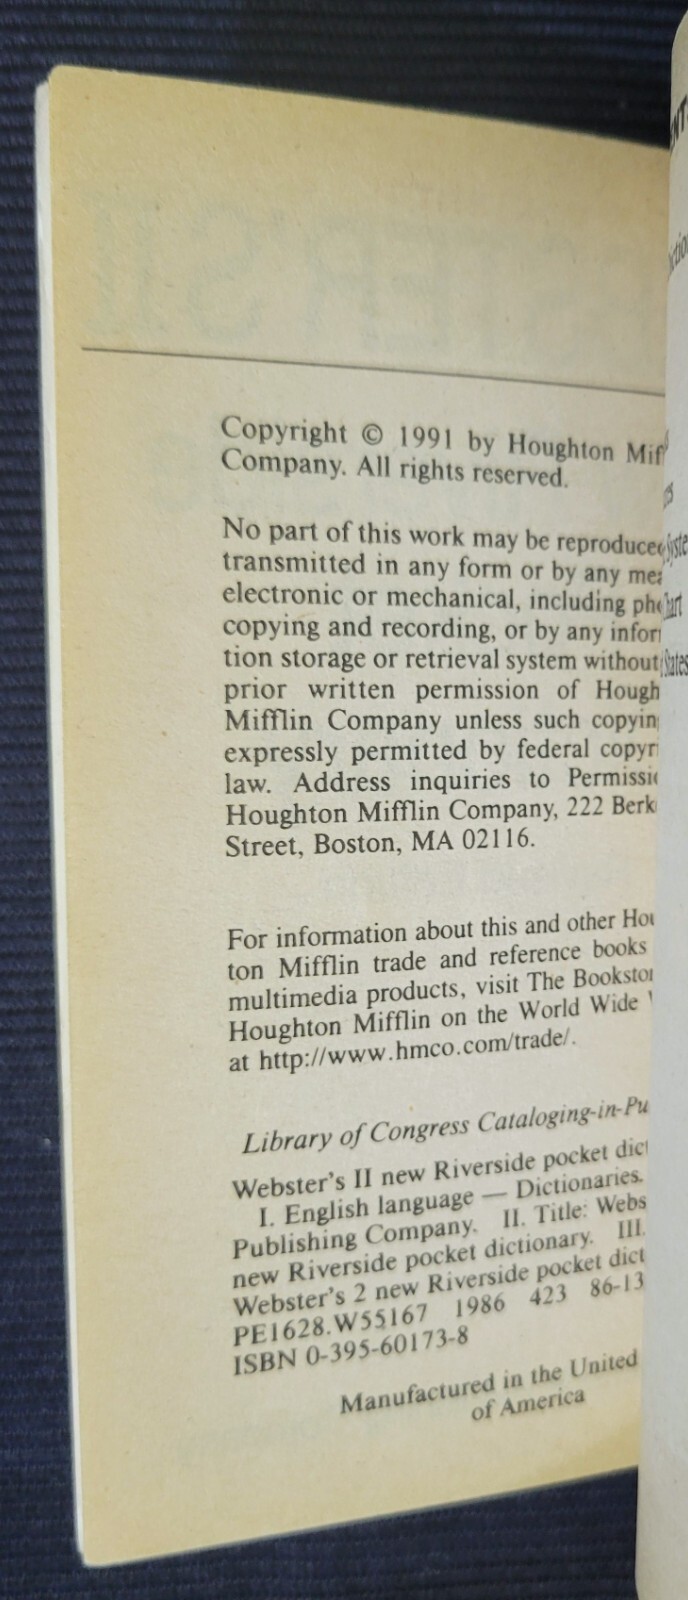 Copyright © 1991 by Houghton Mif
Company. All rights reserved.
No part of this work may be reproduced
transmitted in any form or by any mea
electronic or mechanical, including pho
copying and recording, or by any infor
tion storage or retrieval system without
prior written permission of Hough
Mifflin Company unless such copyin
expressly permitted by federal copyr
law. Address inquiries to Permissio
Houghton Mifflin Company, 222 Berk
Street, Boston, MA 02116.
For information about this and other Hou
ton Mifflin trade and reference books
multimedia products, visit The Bookstor
Houghton Mifflin on the World Wide
at http://www.hmco.com/trade/.
Library of Congress Cataloging-in-Pu
Webster's II new Riverside pocket dict
I. English language — Dictionaries.
Publishing Company. II. Title: Webs
new Riverside pocket dictionary. III.
Webster's 2 new Riverside pocket dict
PE1628.W55167 1986 423 86-13
ISBN 0-395-60173-8
Manufactured in the United
of America